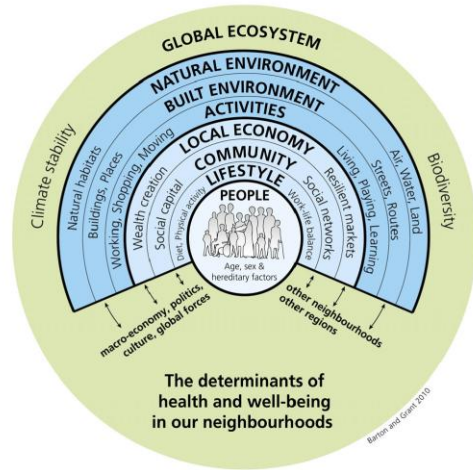 GLOBAL ECOSYSTEM
Climate stability
Biodiversity
NATURAL ENVIRONMENT
Natural habitats
Air, Water, Land
BUILT ENVIRONMENT
Buildings, Places
Streets, Routes
ACTIVITIES
Working, Shopping, Moving
Living, Playing, Learning
LOCAL ECONOMY
Wealth creation
Resilient markets
COMMUNITY
Social capital
Social networks
LIFESTYLE
Diet, Physical activity
Work-life balance
PEOPLE
Age, sex &
hereditary factors
macro-economy, politics,
culture, global forces
other neighbourhoods
other regions
The determinants of
health and well-being
in our neighbourhoods
Barton and Grant 2010